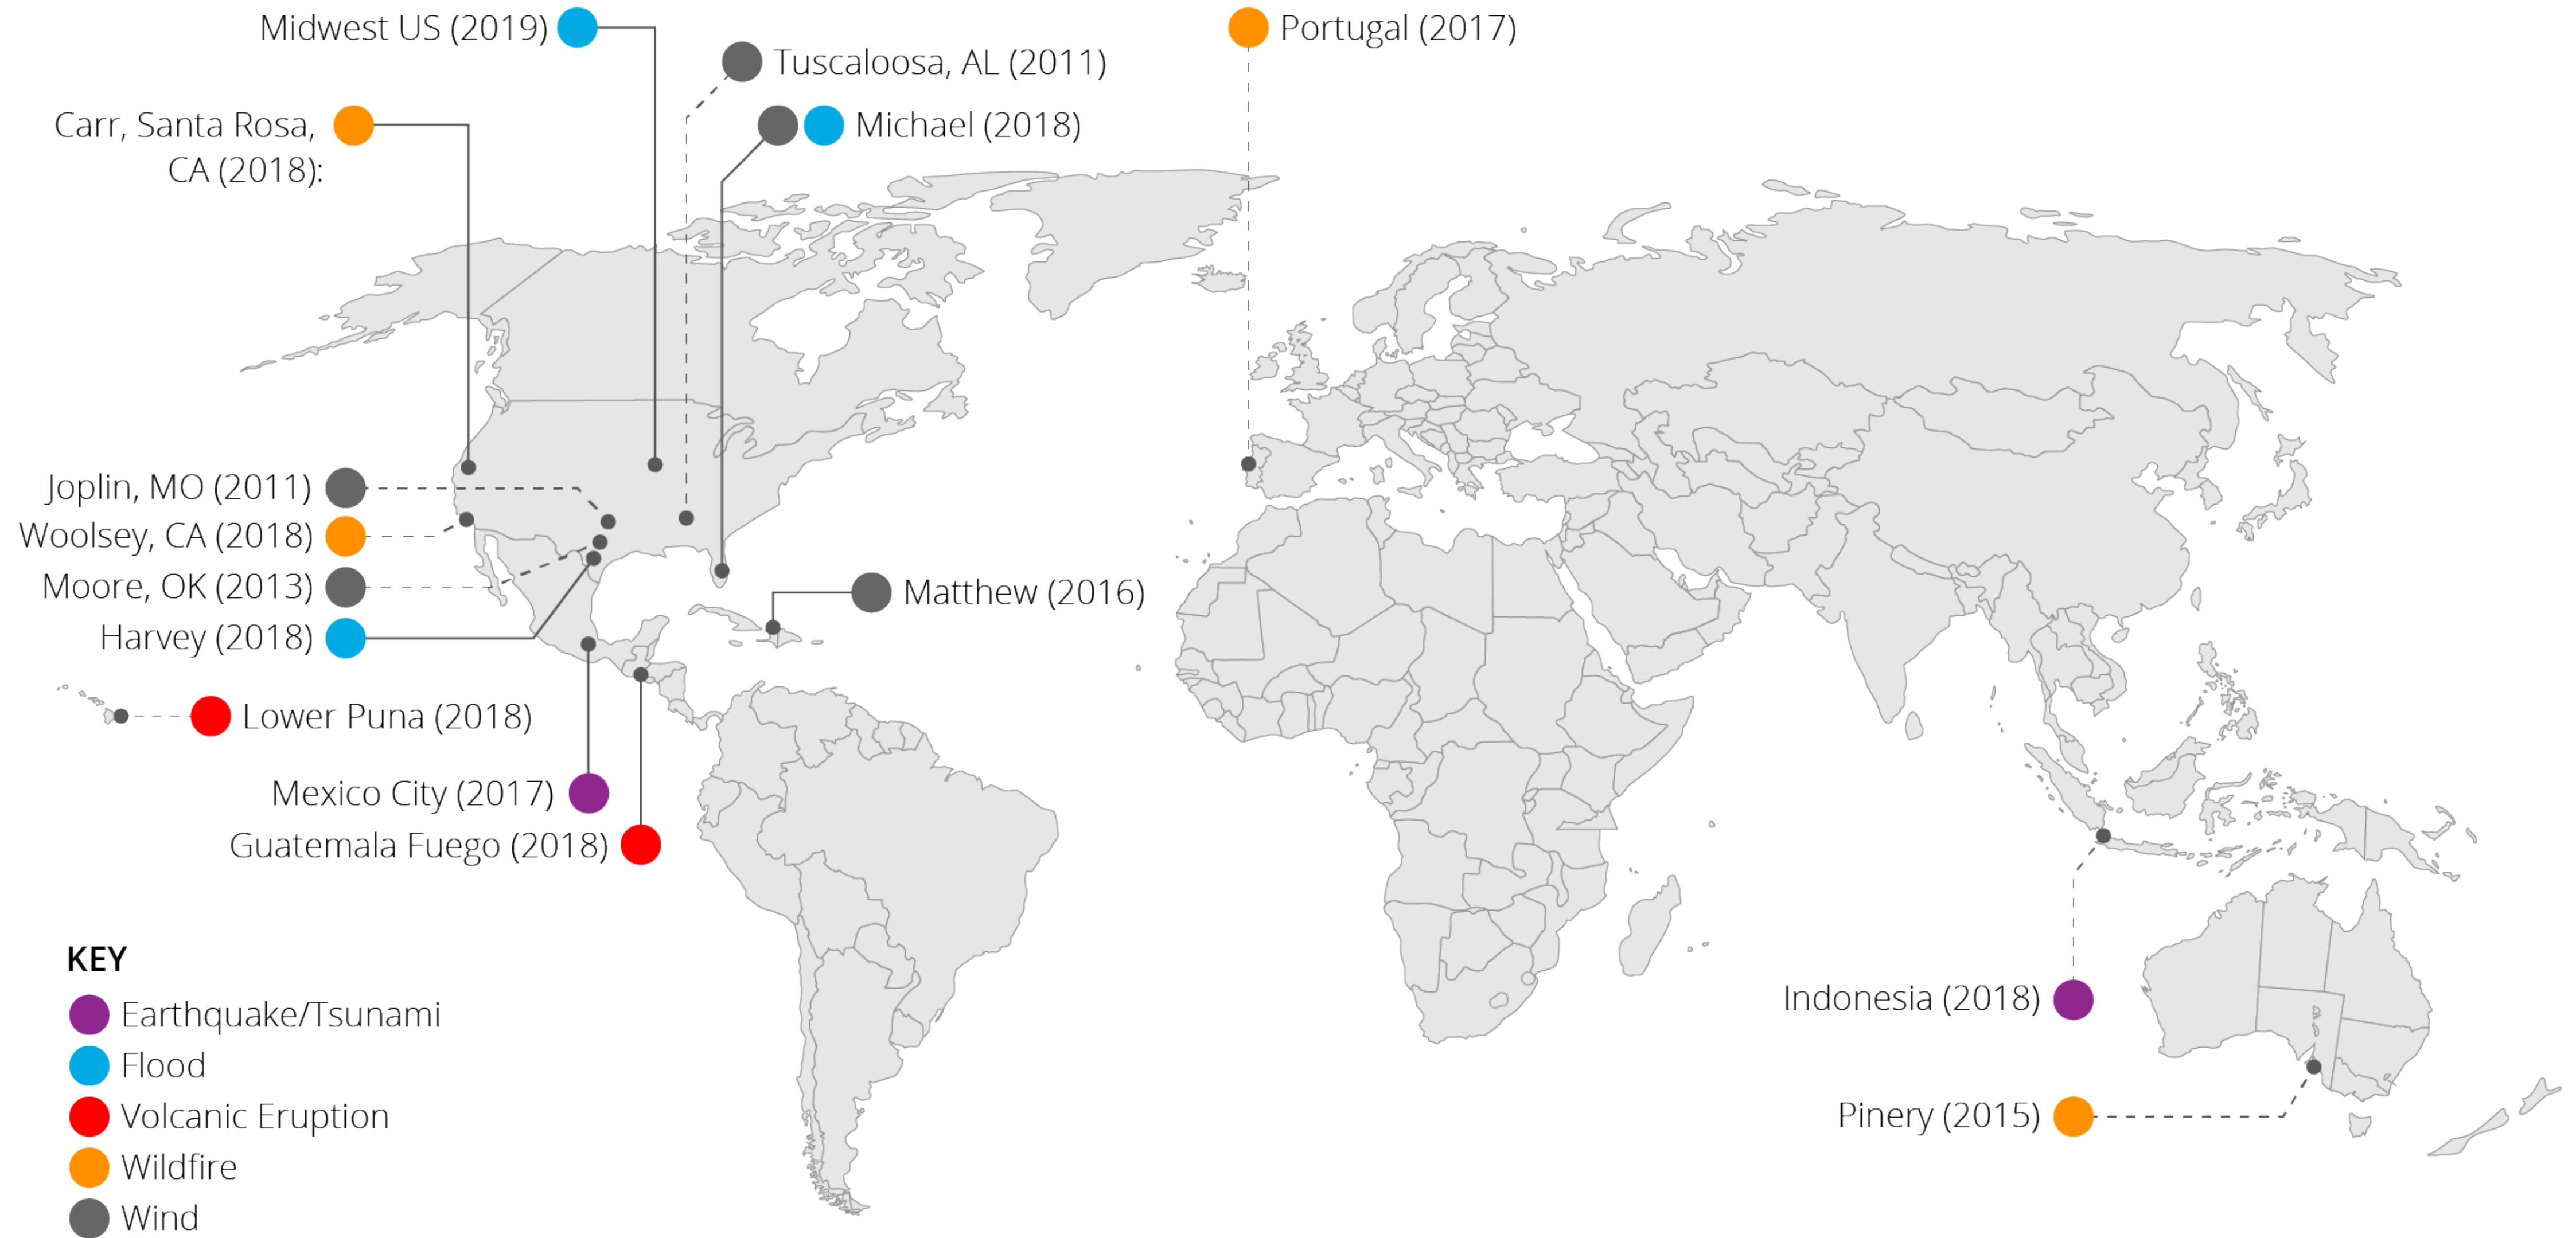 Midwest US (2019)
Portugal (2017)
Tuscaloosa, AL (2011)
Carr, Santa Rosa,
CA (2018):
Michael (2018)
Joplin, MO (2011)
Woolsey, CA (2018)
Moore, OK (2013)
Harvey (2018)
Matthew (2016)
Lower Puna (2018)
Mexico City (2017)
Guatemala Fuego (2018)
Indonesia (2018)
Pinery (2015)
KEY
Earthquake/Tsunami
Flood
Volcanic Eruption
Wildfire
Wind